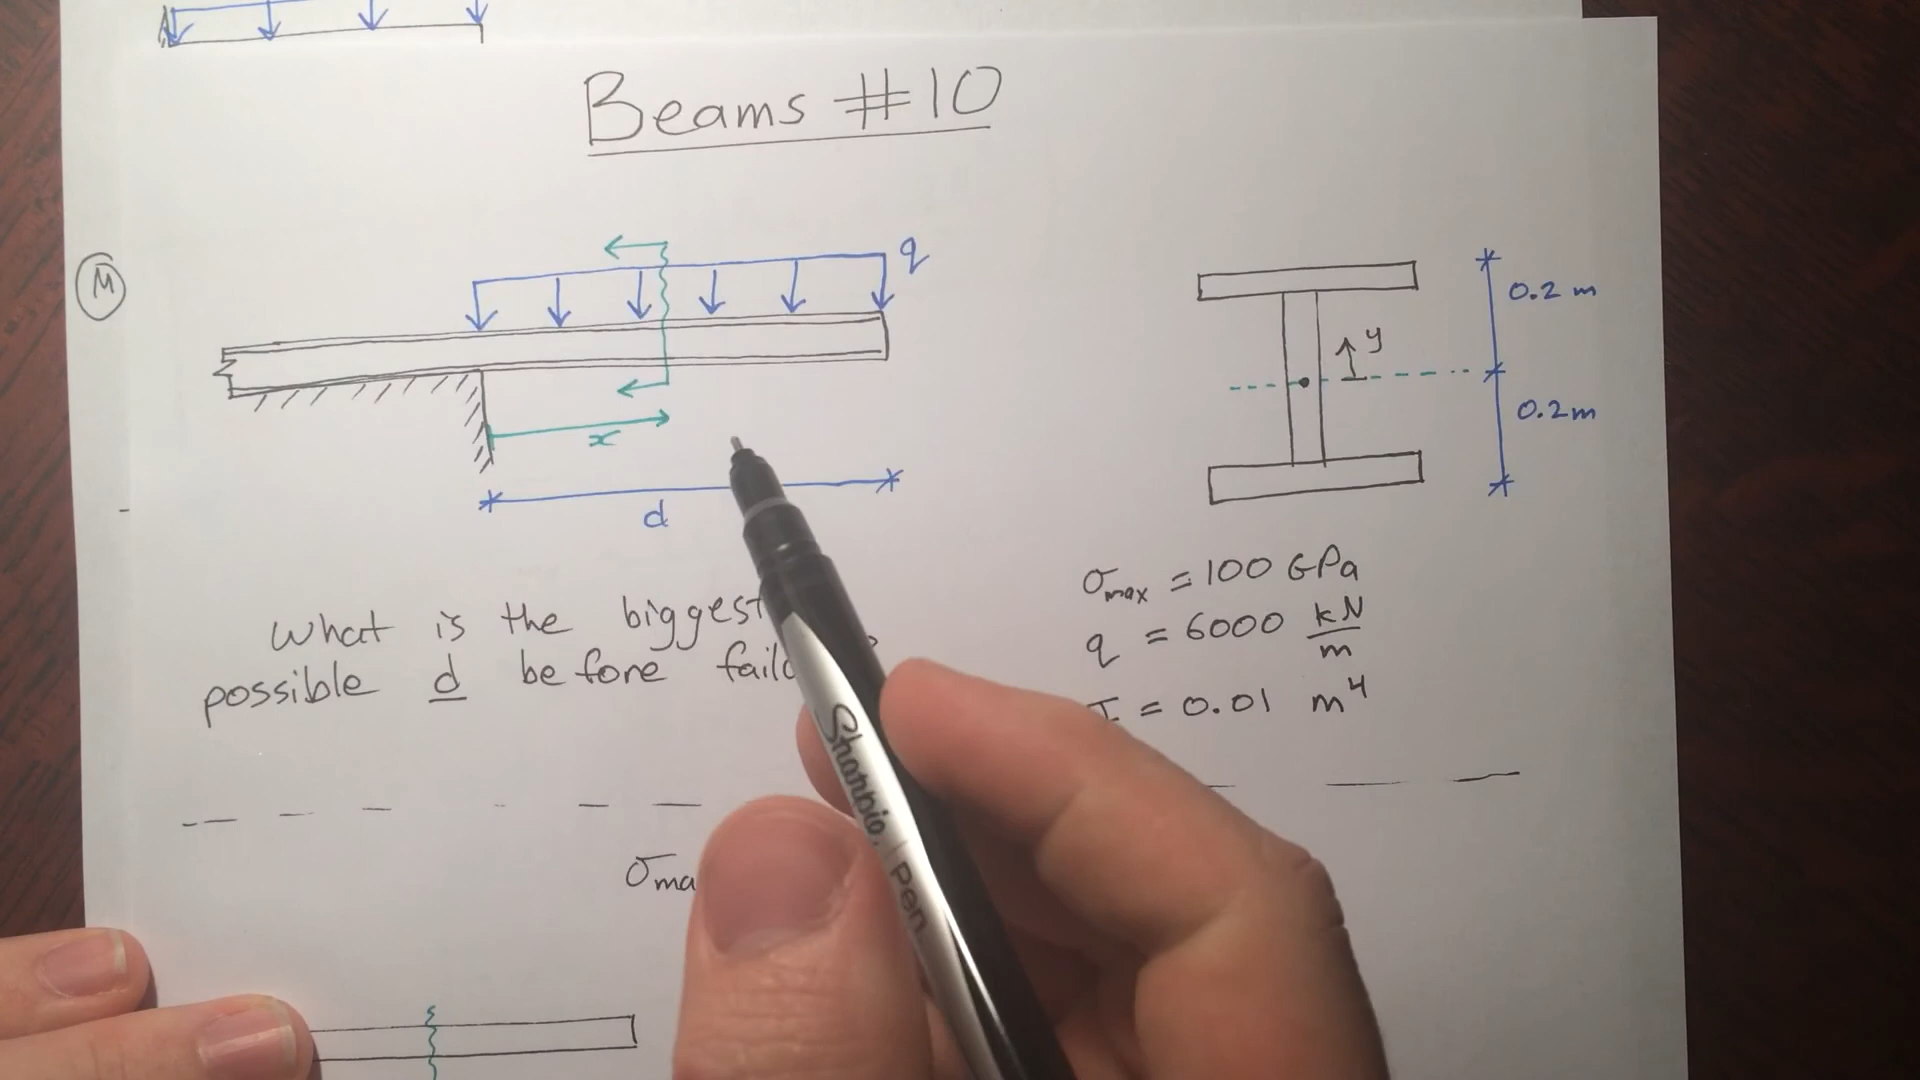 Beams #10
M
q
x
d
0.2 m
y
0.2m
What is the biggest
possible d before
σmax = 100 GPa
q = 6000 kN/m
I = 0.01 m⁴
Sharpie. Pen